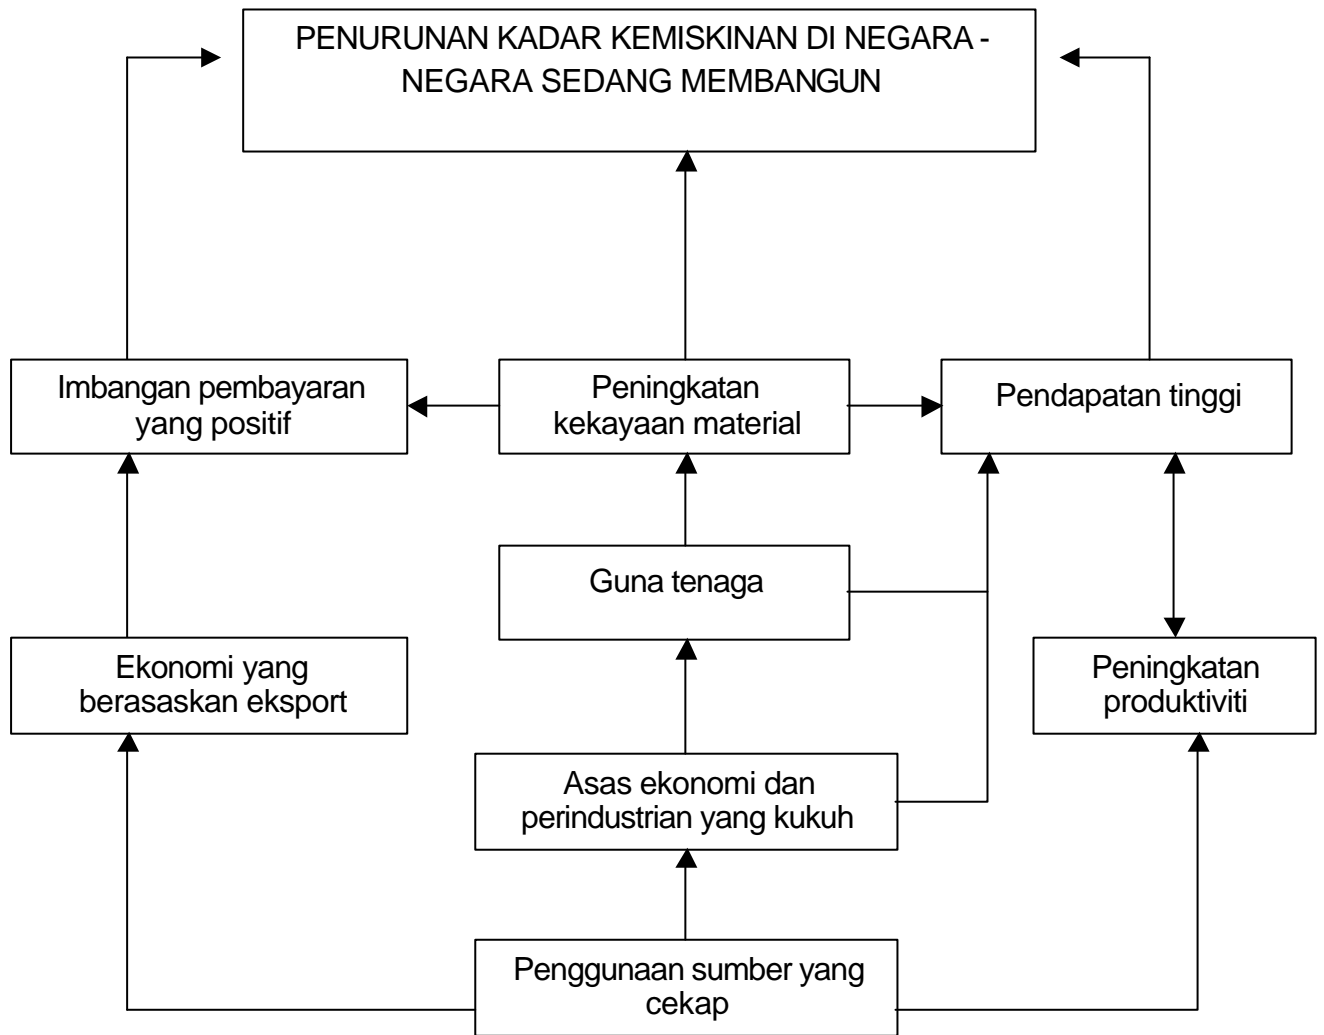 PENURUNAN KADAR KEMISKINAN DI NEGARA -
NEGARA SEDANG MEMBANGUN
Imbangan pembayaran
yang positif
Peningkatan
kekayaan material
Pendapatan tinggi
Guna tenaga
Ekonomi yang
berasaskan eksport
Peningkatan
produktiviti
Asas ekonomi dan
perindustrian yang kukuh
Penggunaan sumber yang
cekap